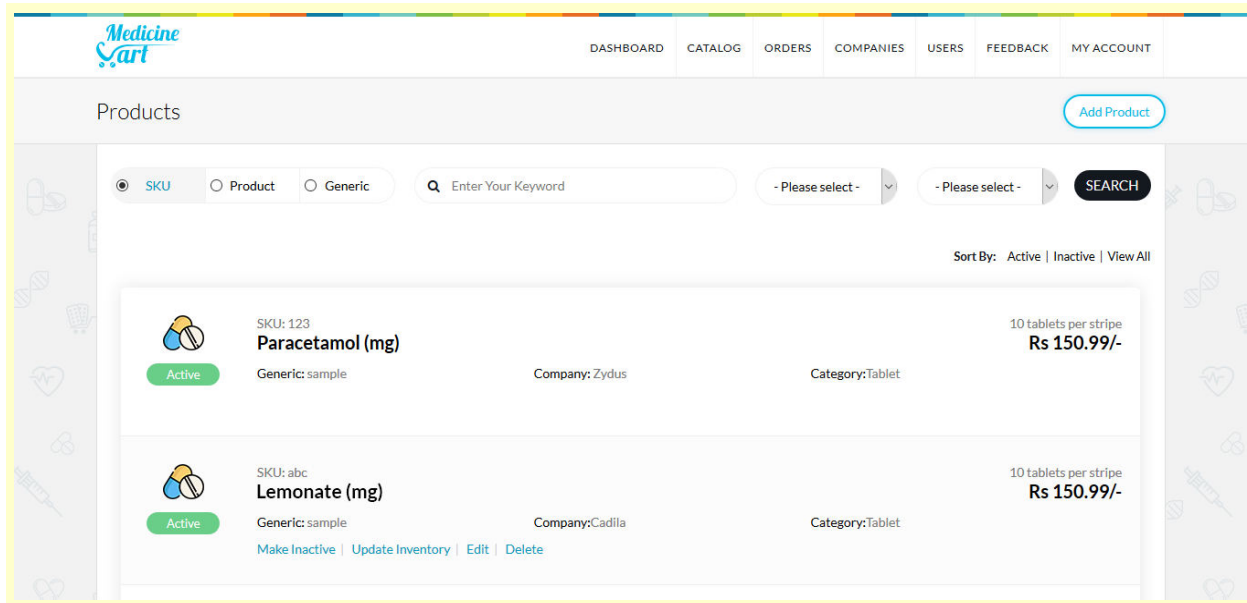 Medicine
Cart
DASHBOARD CATALOG ORDERS COMPANIES USERS FEEDBACK MY ACCOUNT
Products
Add Product
SKU Product Generic Enter Your Keyword - Please select - - Please select - SEARCH
Sort By: Active | Inactive | View All
SKU: 123 10 tablets per stripe
Paracetamol (mg) Rs 150.99/-
Active Generic: sample Company: Zydus Category:Tablet
SKU: abc 10 tablets per stripe
Lemonate (mg) Rs 150.99/-
Active Generic: sample Company:Cadila Category:Tablet
Make Inactive | Update Inventory | Edit | Delete